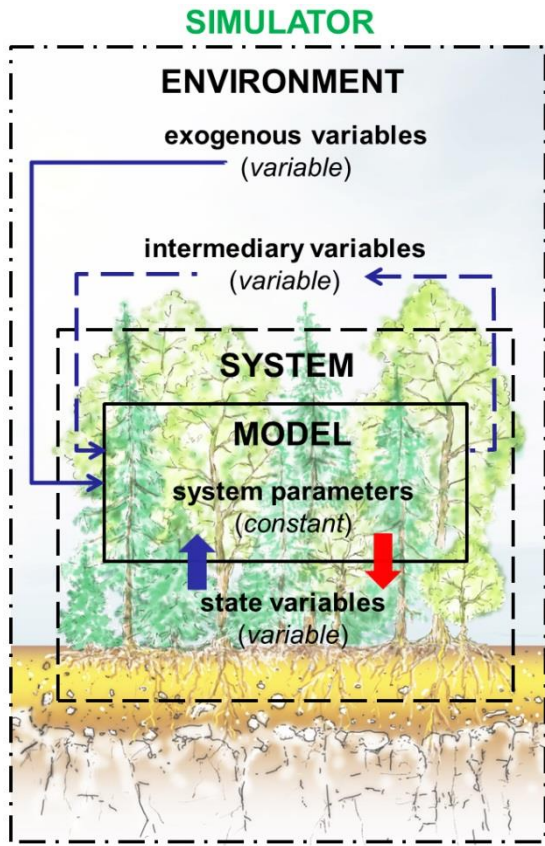 SIMULATOR
ENVIRONMENT
exogenous variables
(variable)
intermediary variables
(variable)
SYSTEM
MODEL
system parameters
(constant)
state variables
(variable)